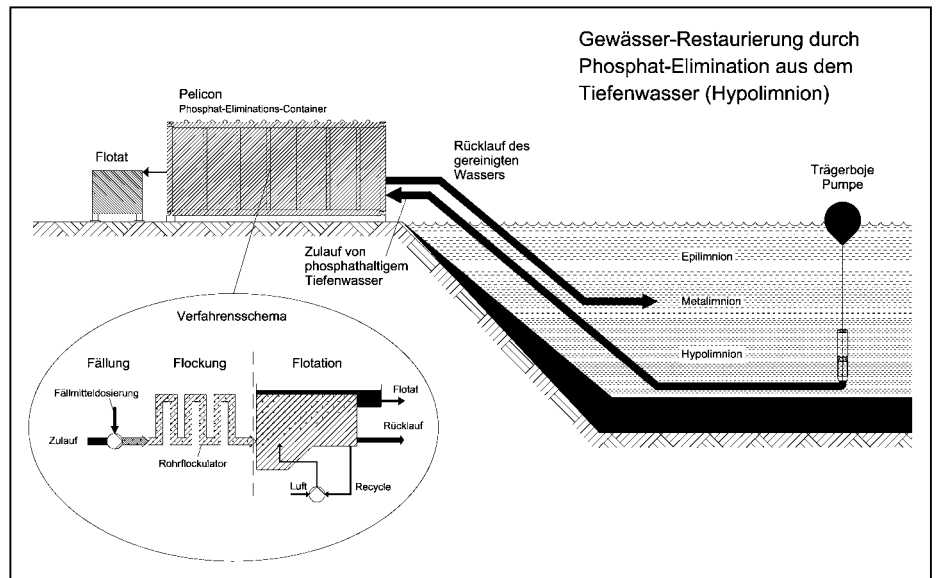 Gewässer-Restaurierung durch
Phosphat-Elimination aus dem
Tiefenwasser (Hypolimnion)
Pelicon
Phosphat-Eliminations-Container
Flotat
Rücklauf des
gereinigten
Wassers
Trägerboje
Pumpe
Zulauf von
phosphathaltigem
Tiefenwasser
Epilimnion
Metalimnion
Hypolimnion
Verfahrensschema
Fällung
Flockung
Flotation
Fällmitteldosierung
Flotat
Zulauf
Rücklauf
Rohrflockulator
Luft
Recycle